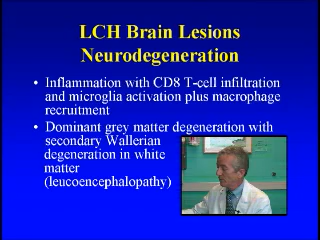 LCH Brain Lesions
Neurodegeneration
• Inflammation with CD8 T-cell infiltration
and microglia activation plus macrophage
recruitment
• Dominant grey matter degeneration with
secondary Wallerian
degeneration in white
matter
(leucoencephalopathy)